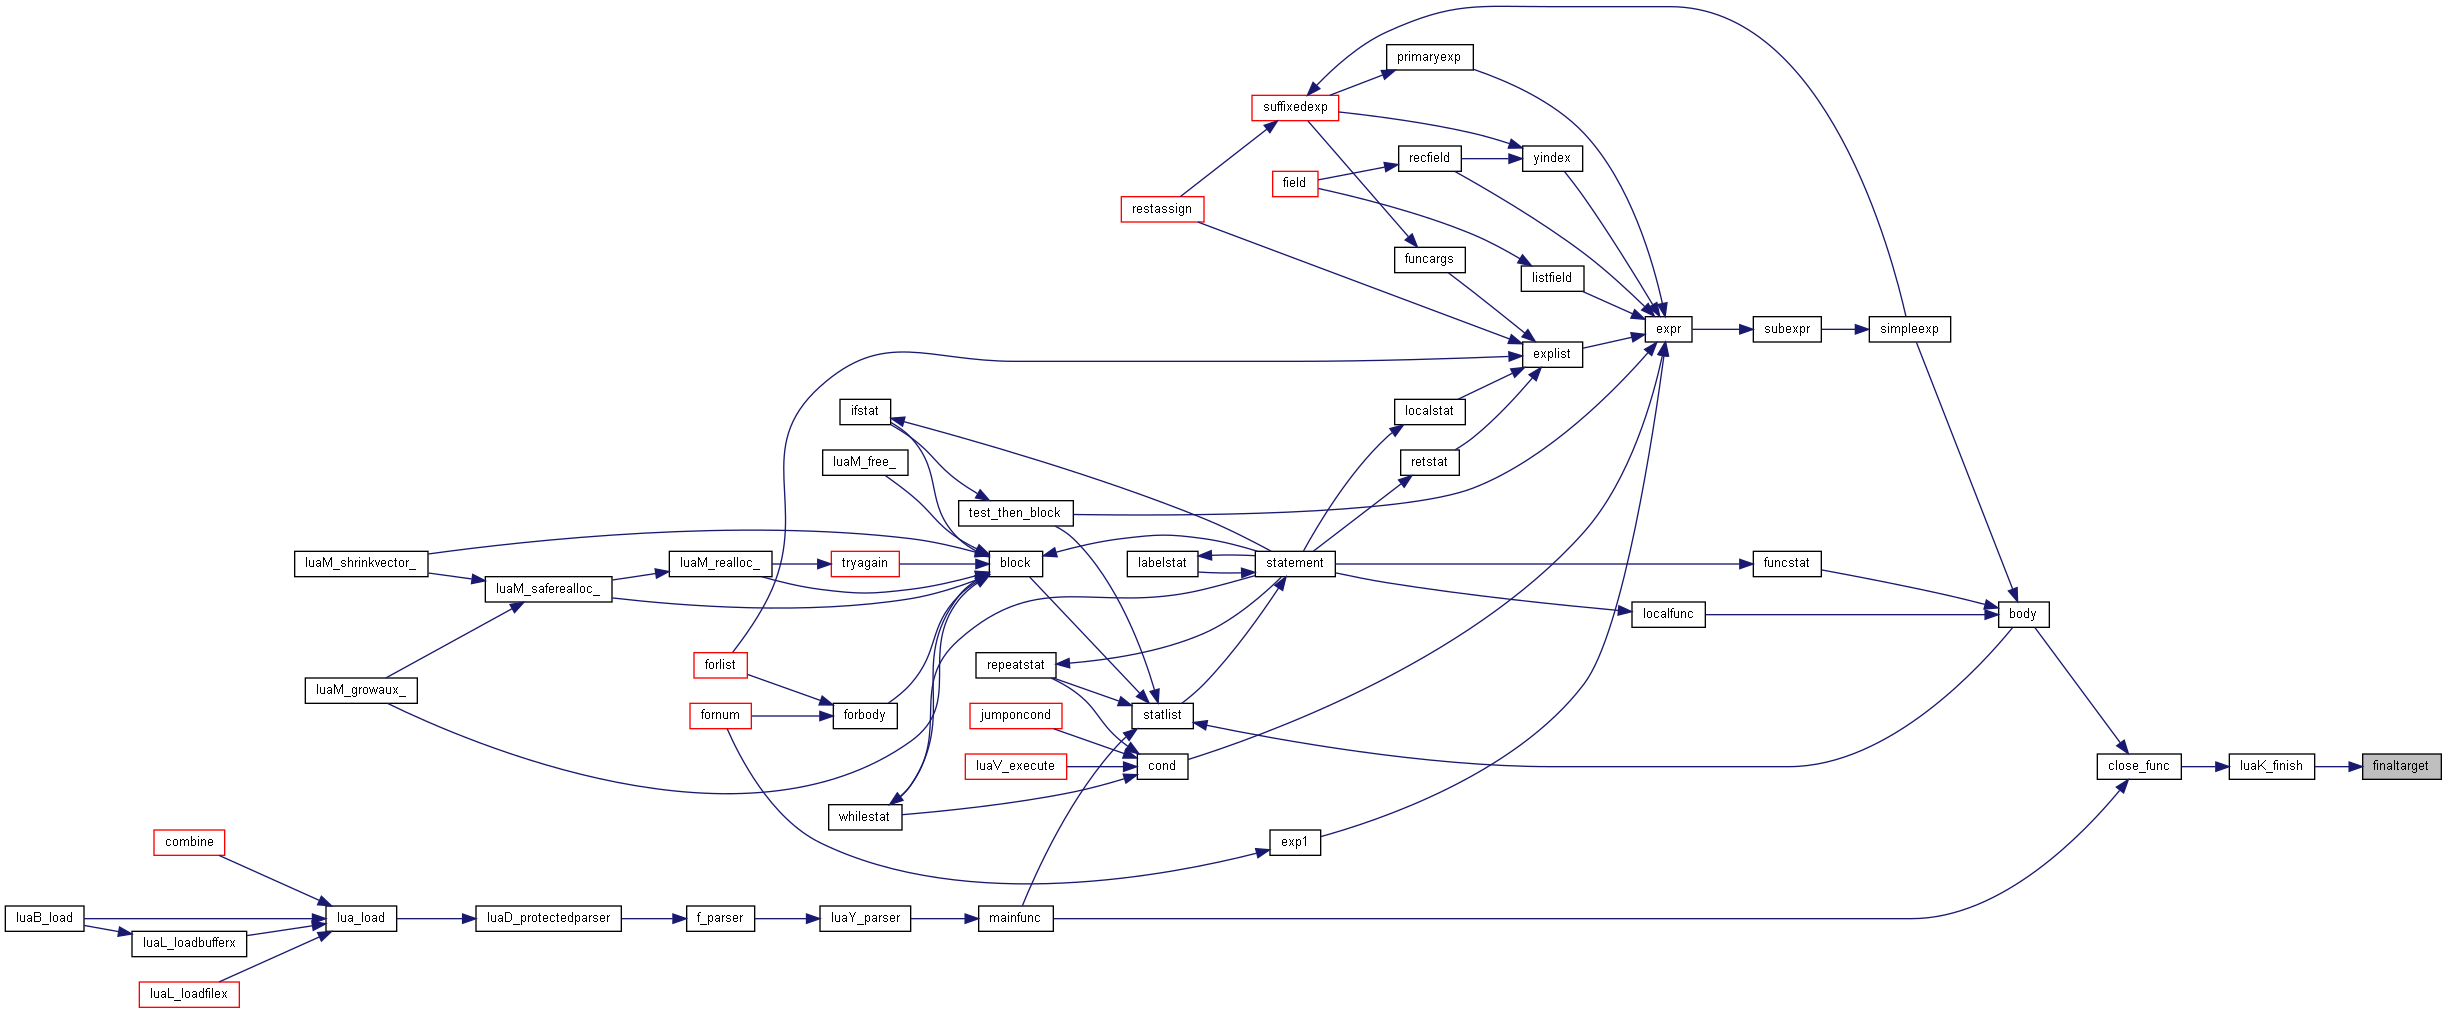 primaryexp
suffixedexp
recfield
yindex
field
restassign
funcargs
listfield
expr
subexpr
simpleexp
explist
ifstat
localstat
luaM_free_
retstat
test_then_block
luaM_shrinkvector_
luaM_realloc_
tryagain
block
labelstat
statement
funcstat
luaM_saferealloc_
localfunc
body
forlist
repeatstat
luaM_growaux_
fornum
forbody
jumponcond
statlist
luaV_execute
cond
close_func
luaK_finish
finaltarget
whilestat
combine
exp1
luaB_load
lua_load
luaD_protectedparser
f_parser
luaY_parser
mainfunc
luaL_loadbufferx
luaL_loadfilex